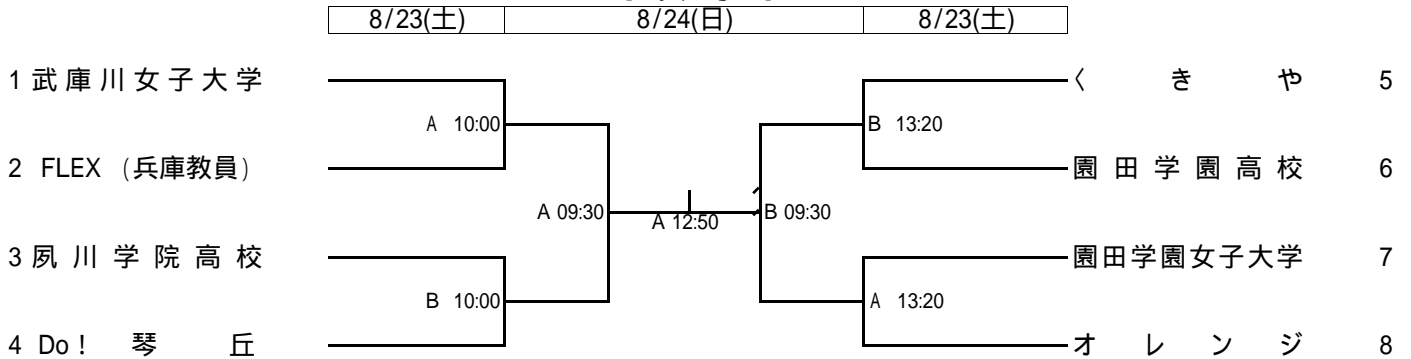 8/23(土) 8/24(日) 8/23(土)
1 武庫川女子大学 くきや 5
A 10:00 B 13:20
2 FLEX (兵庫教員) 園田学園高校 6
A 09:30 A 12:50 B 09:30
3 夙川学院高校 園田学園女子大学 7
B 10:00 A 13:20
4 Do! 琴丘 オレンジ 8